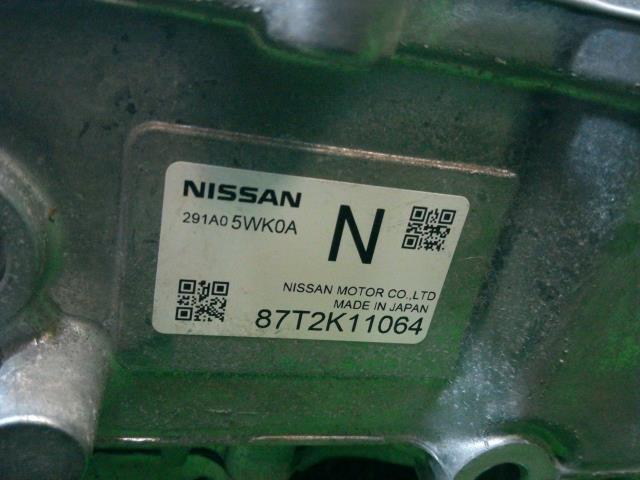 NISSAN
291A0 5WK0A
N
NISSAN MOTOR CO.,LTD
MADE IN JAPAN
87T2K11064